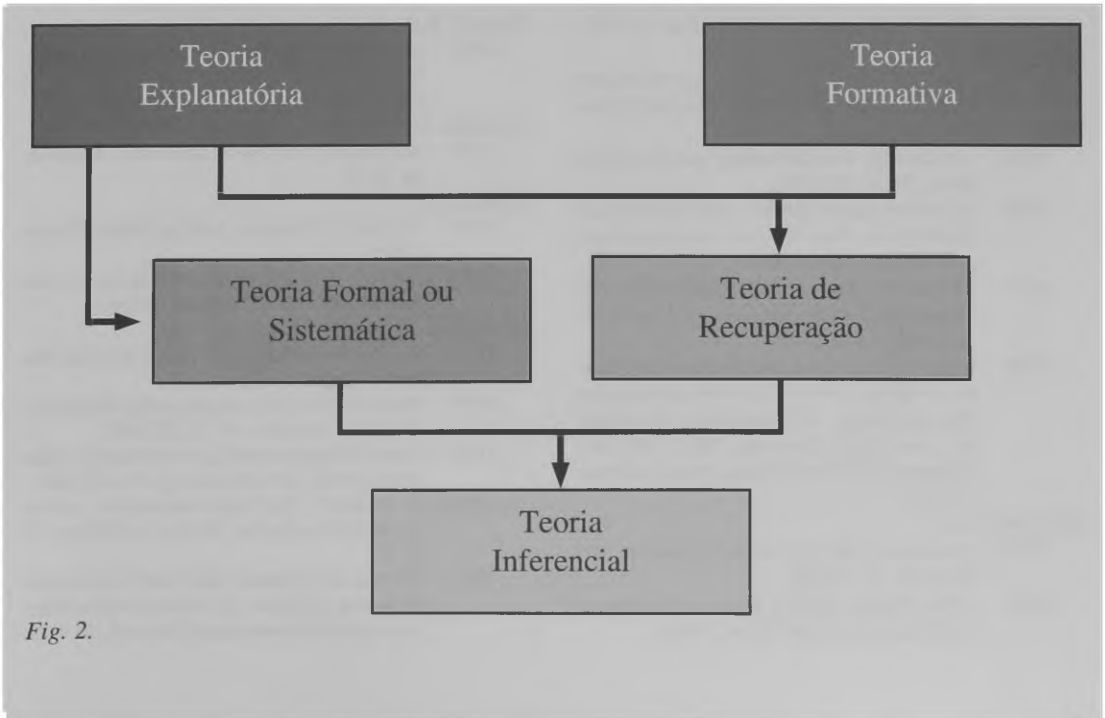 Teoria
Explanatória
Teoria
Formativa
Teoria Formal ou
Sistemática
Teoria de
Recuperação
Teoria
Inferencial
Fig. 2.